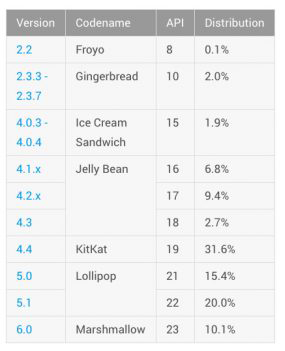 Version Codename API Distribution
2.2 Froyo 8 0.1%
2.3.3 - Gingerbread 10 2.0%
2.3.7
4.0.3 - Ice Cream 15 1.9%
4.0.4 Sandwich
4.1.x Jelly Bean 16 6.8%
4.2.x 17 9.4%
4.3 18 2.7%
4.4 KitKat 19 31.6%
5.0 Lollipop 21 15.4%
5.1 22 20.0%
6.0 Marshmallow 23 10.1%